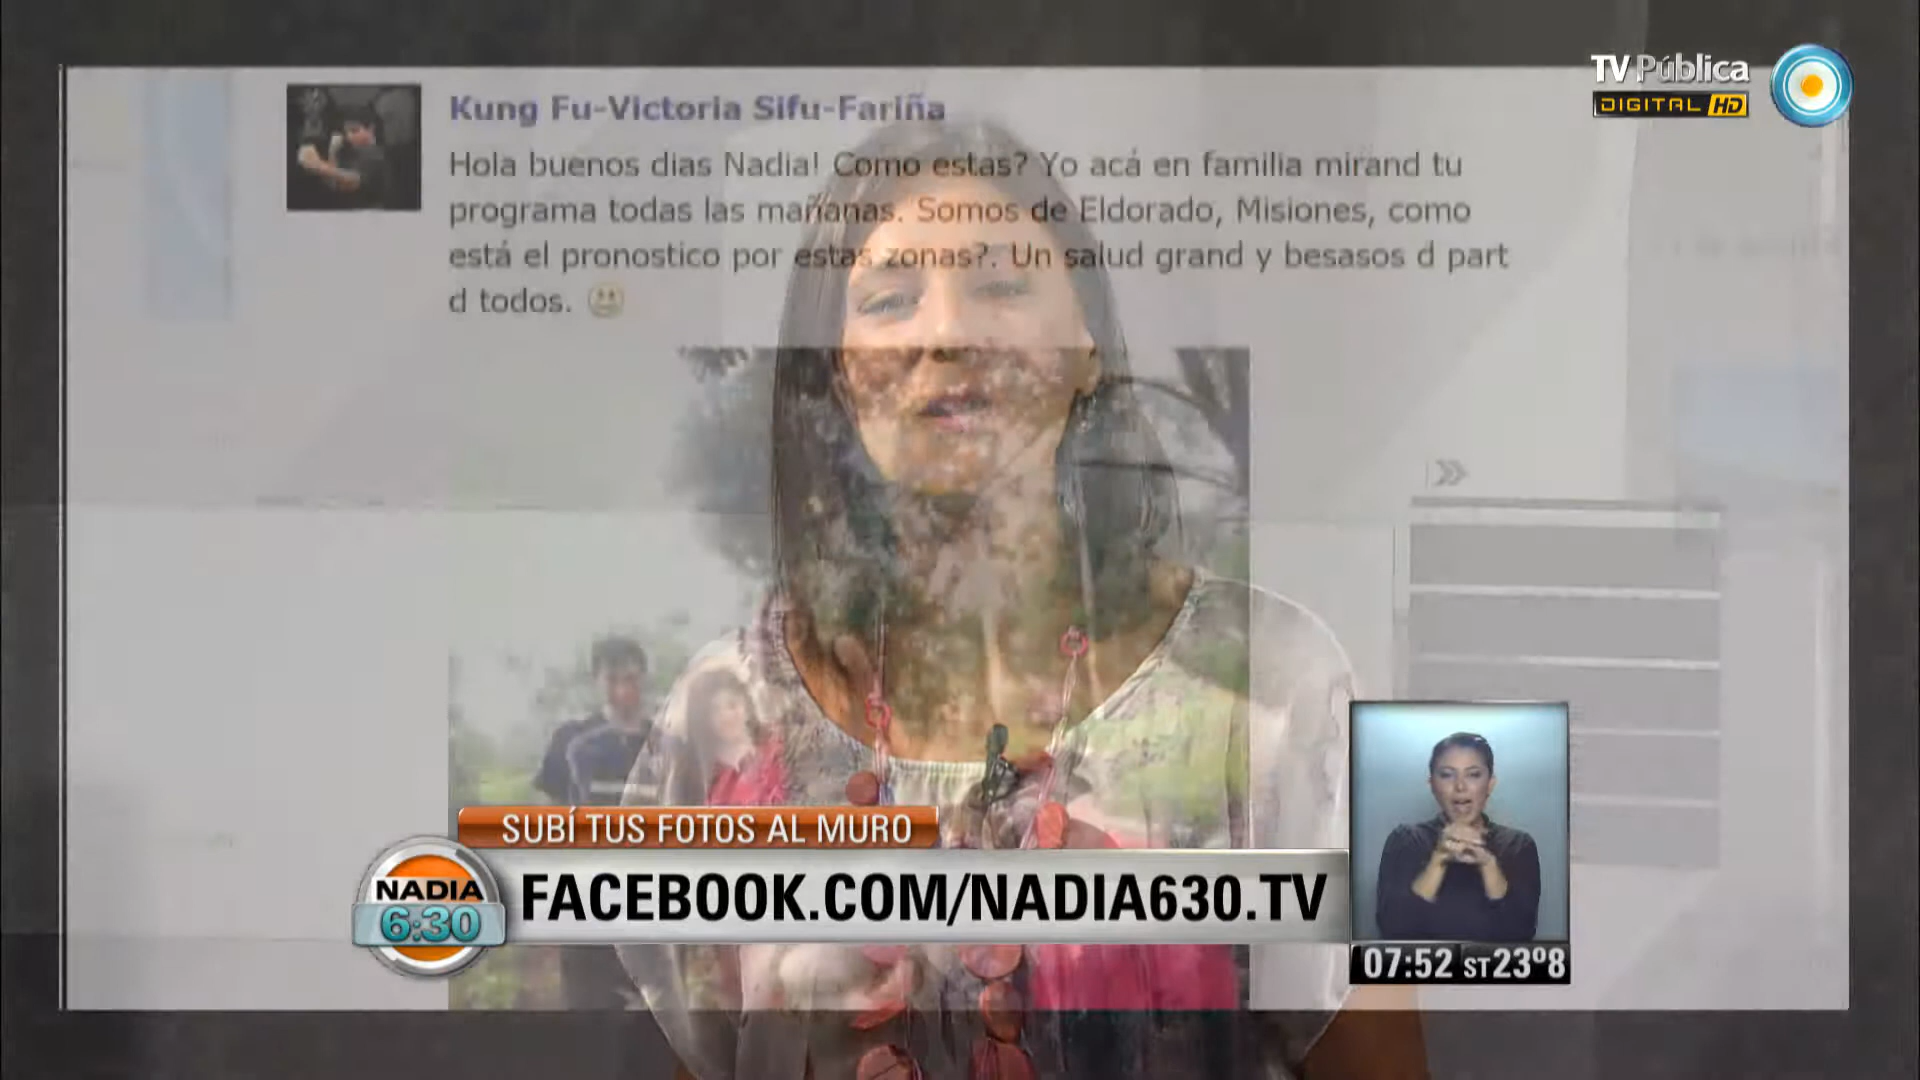 TV Pública
DIGITAL HD
Kung Fu-Victoria Sifu-Fariña
Hola buenos dias Nadia! Como estas? Yo acá en familia mirand tu
programa todas las mañanas. Somos de Eldorado, Misiones, como
está el pronostico por estas zonas?. Un salud grand y besasos d part
d todos.
SUBÍ TUS FOTOS AL MURO
NADIA
6:30
FACEBOOK.COM/NADIA630.TV
07:52 ST 23º8